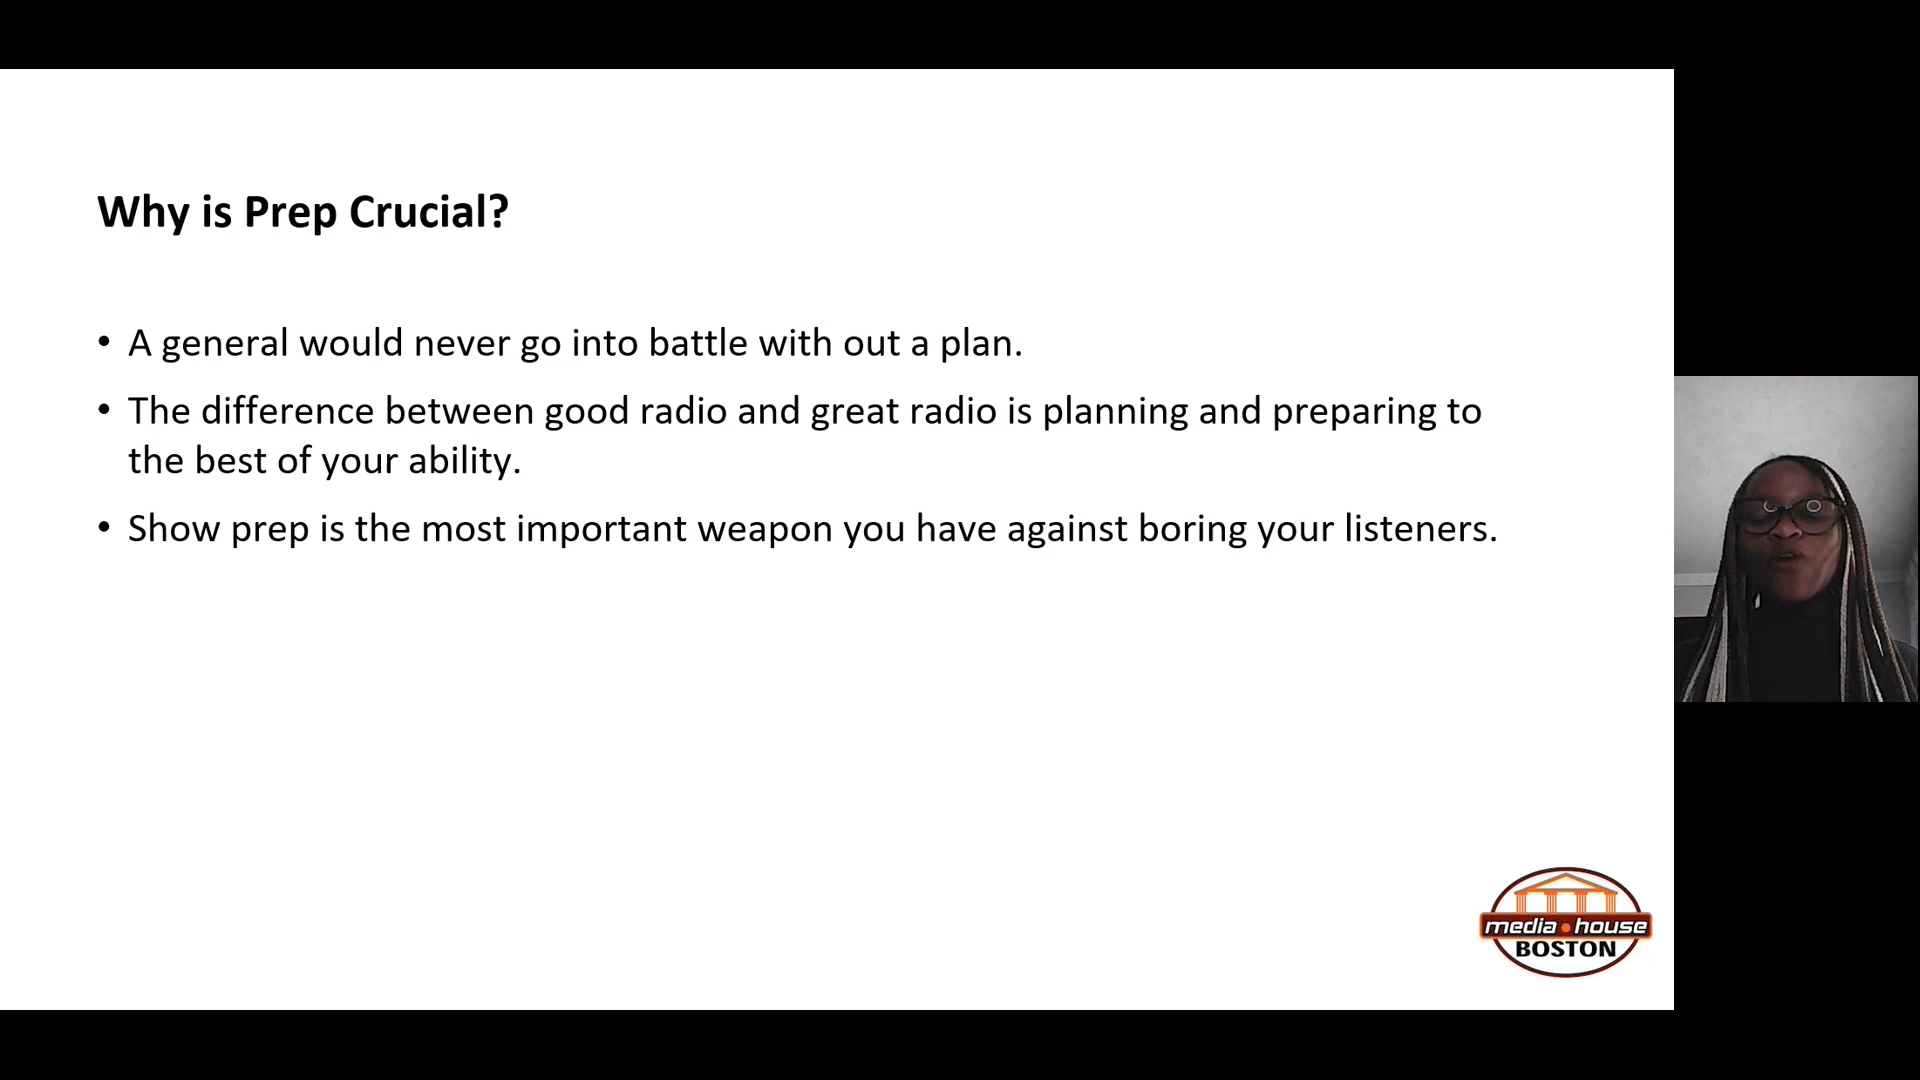 Why is Prep Crucial?
• A general would never go into battle with out a plan.
• The difference between good radio and great radio is planning and preparing to
the best of your ability.
• Show prep is the most important weapon you have against boring your listeners.
media•house
BOSTON